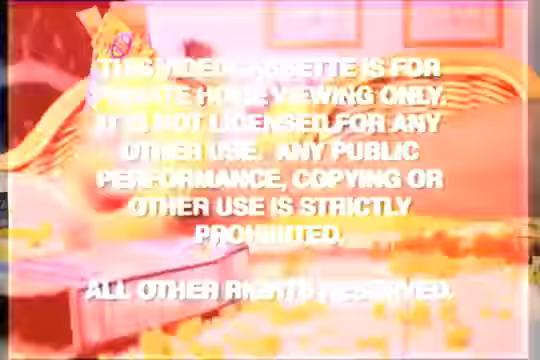 THIS VIDEOCASSETTE IS FOR
PRIVATE HOME VIEWING ONLY.
IT IS NOT LICENSED FOR ANY
OTHER USE. ANY PUBLIC
PERFORMANCE, COPYING OR
OTHER USE IS STRICTLY
PROHIBITED.
ALL OTHER RIGHTS RESERVED.